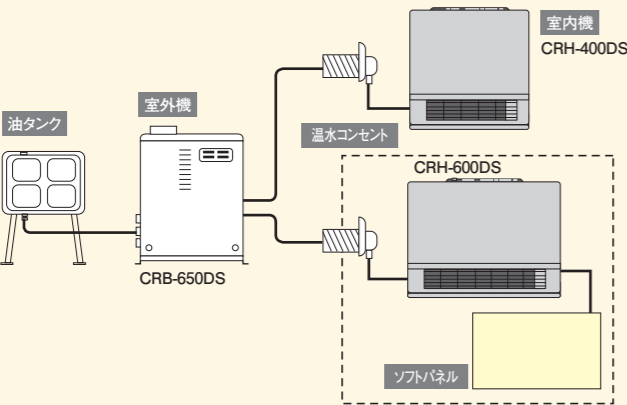 室内機
CRH-400DS
室外機
油タンク
温水コンセント
CRH-600DS
CRB-650DS
ソフトパネル